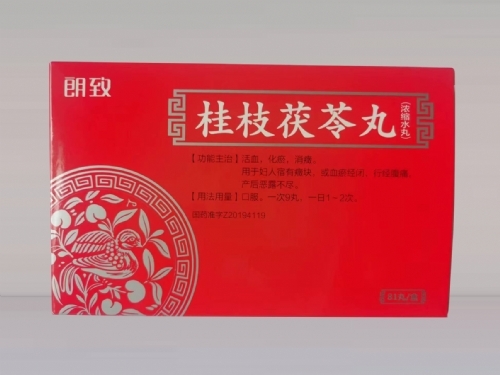 朗致
桂枝茯苓丸
(浓缩水丸)
【功能主治】活血，化瘀，消癥。
用于妇人宿有癥块，或血瘀经闭，行经腹痛，
产后恶露不尽。
【用法用量】口服。一次9丸，一日1~2次。
国药准字Z20194119